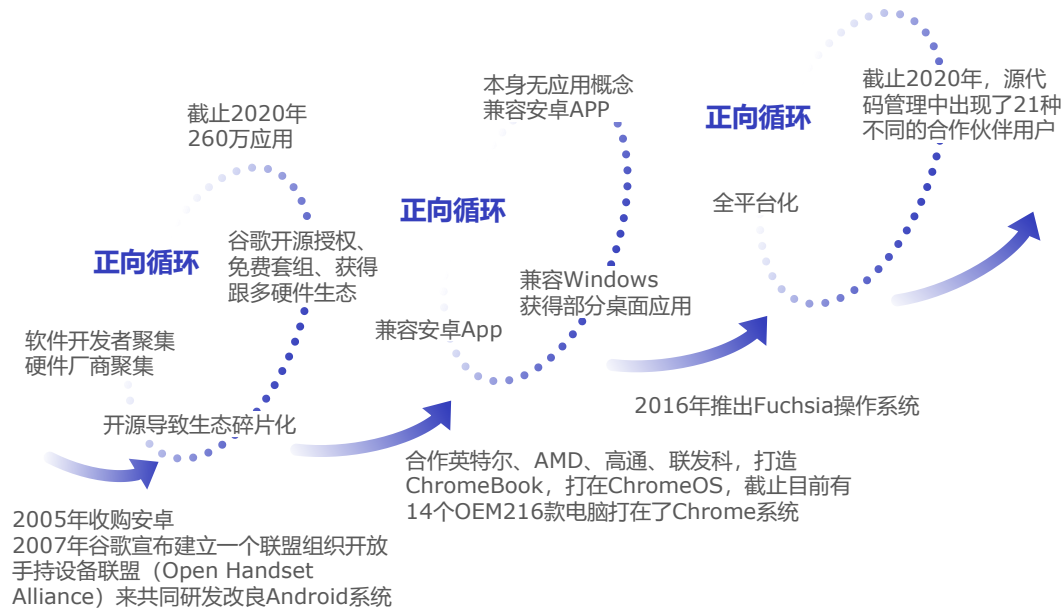 截止2020年
260万应用
正向循环
谷歌开源授权、
免费套组、获得
跟多硬件生态
软件开发者聚集
硬件厂商聚集
开源导致生态碎片化
2005年收购安卓
2007年谷歌宣布建立一个联盟组织开放
手持设备联盟（Open Handset
Alliance）来共同研发改良Android系统
本身无应用概念
兼容安卓APP
正向循环
兼容Windows
获得部分桌面应用
兼容安卓App
合作英特尔、AMD、高通、联发科，打造
ChromeBook，打在ChromeOS，截止目前有
14个OEM216款电脑打在了Chrome系统
截止2020年，源代
码管理中出现了21种
不同的合作伙伴用户
正向循环
全平台化
2016年推出Fuchsia操作系统